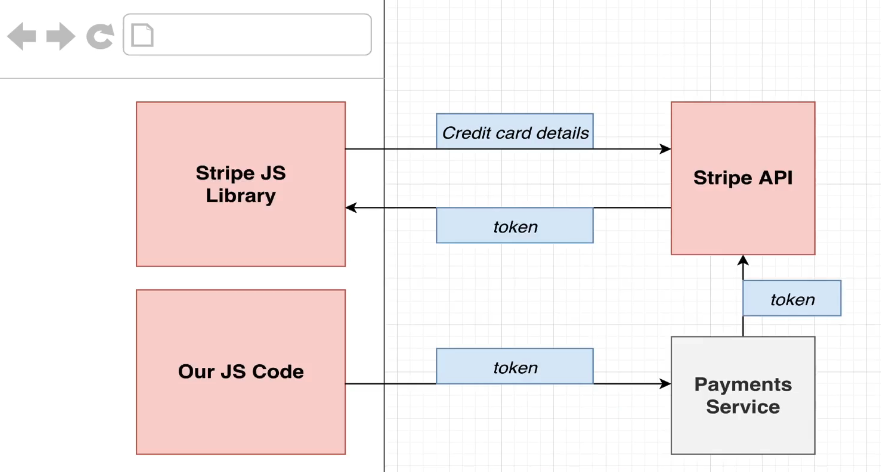 Credit card details
Stripe JS
Library
Stripe API
token
token
Our JS Code
token
Payments
Service